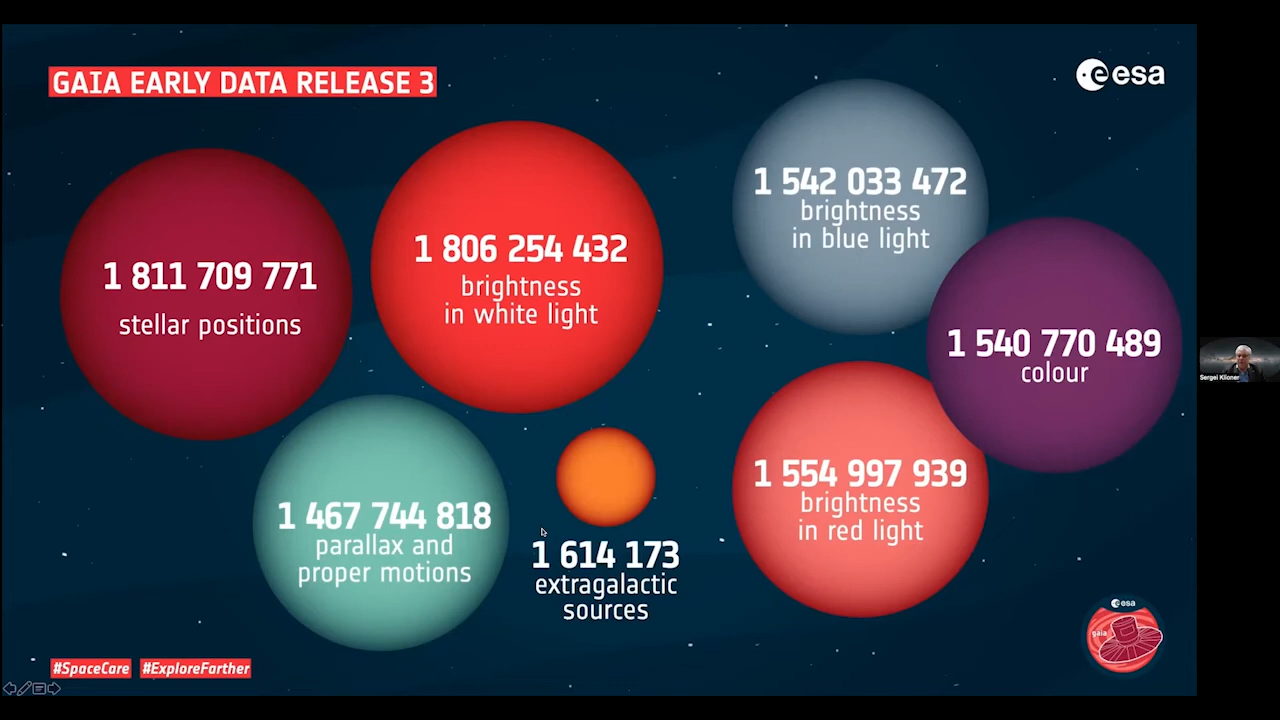 GAIA EARLY DATA RELEASE 3
esa
1 811 709 771
stellar positions
1 806 254 432
brightness
in white light
1 542 033 472
brightness
in blue light
1 540 770 489
colour
1 467 744 818
parallax and
proper motions
1 614 173
extragalactic
sources
1 554 997 939
brightness
in red light
Sergei Klioner
esa
gaia
#SpaceCare #ExploreFarther